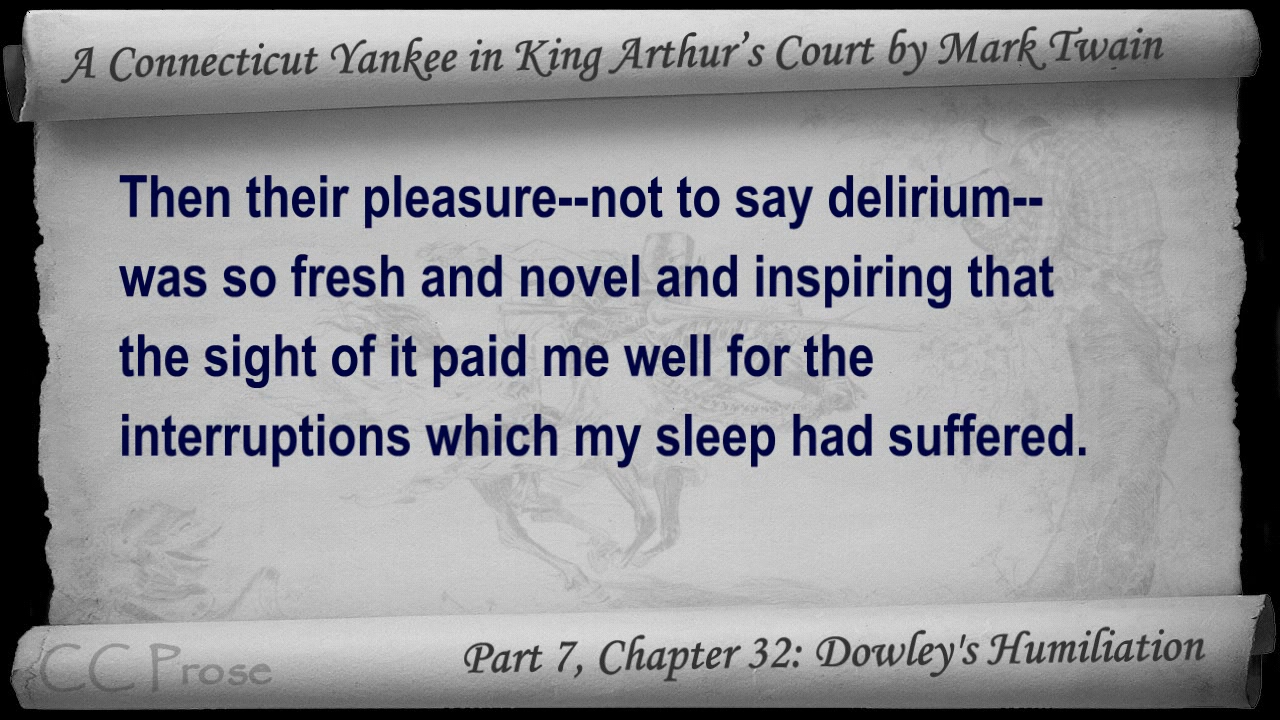 A Connecticut Yankee in King Arthur's Court by Mark Twain
Then their pleasure--not to say delirium--
was so fresh and novel and inspiring that
the sight of it paid me well for the
interruptions which my sleep had suffered.
CC Prose
Part 7, Chapter 32: Dowley's Humiliation